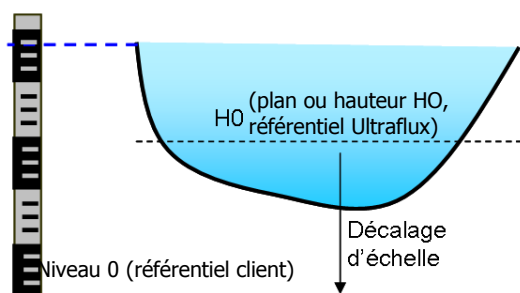 (plan ou hauteur HO,
H0 référentiel Ultraflux)
Décalage
d'échelle
Niveau 0 (référentiel client)